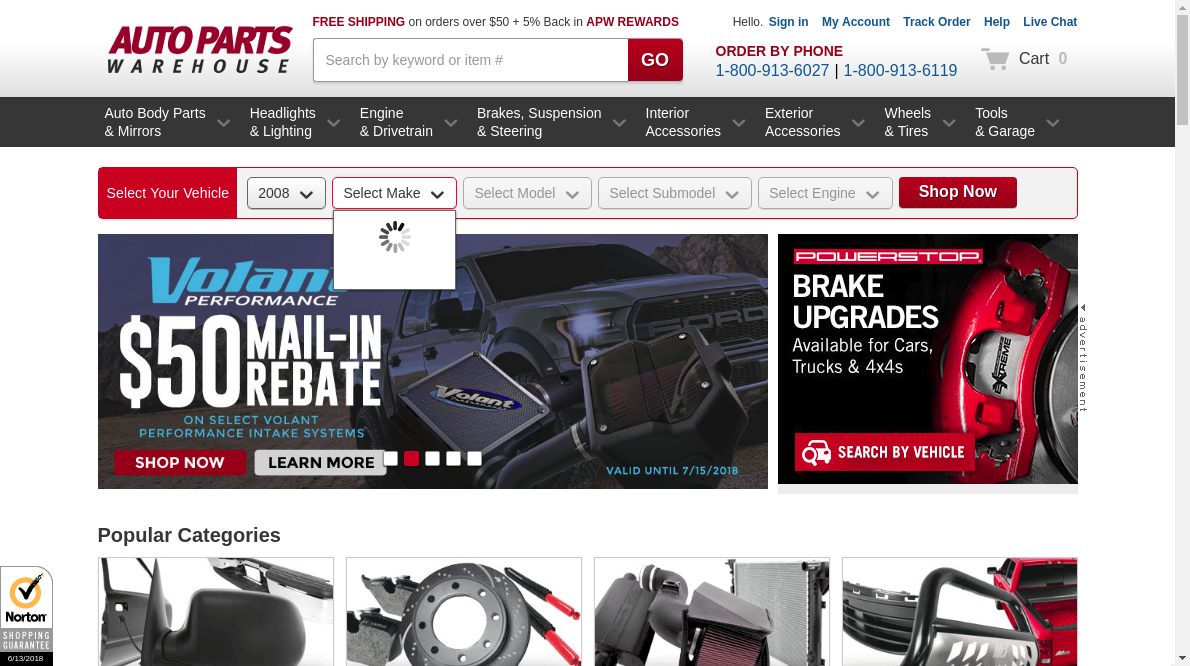 FREE SHIPPING on orders over $50 + 5% Back in APW REWARDS
Hello. Sign in My Account Track Order Help Live Chat
AUTO PARTS
WAREHOUSE
Search by keyword or item #
GO
ORDER BY PHONE
1-800-913-6027 | 1-800-913-6119
Cart 0
Auto Body Parts
& Mirrors
Headlights
& Lighting
Engine
& Drivetrain
Brakes, Suspension
& Steering
Interior
Accessories
Exterior
Accessories
Wheels
& Tires
Tools
& Garage
Select Your Vehicle
2008
Select Make
Select Model
Select Submodel
Select Engine
Shop Now
Volant
PERFORMANCE
$50 MAIL-IN
REBATE
ON SELECT VOLANT
PERFORMANCE INTAKE SYSTEMS
SHOP NOW
LEARN MORE
VALID UNTIL 7/15/2018
FORD
Volant
POWERSTOP
BRAKE
UPGRADES
Available for Cars,
Trucks & 4x4s
EXTREME
SEARCH BY VEHICLE
advertisement
Popular Categories
Norton
SHOPPING
GUARANTEE
6/13/2018